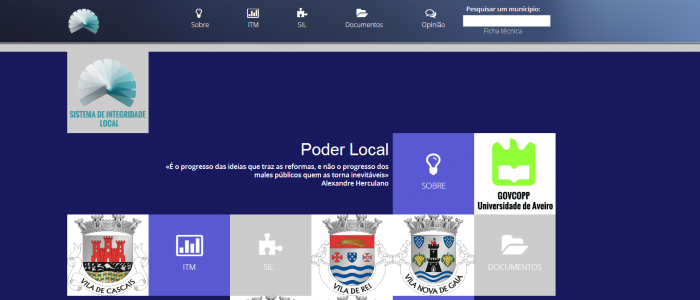 Pesquisar um município:
Sobre
ITM
SIL
Documentos
Opinião
Ficha técnica
SISTEMA DE INTEGRIDADE
LOCAL
Poder Local
«É o progresso das ideias que traz as reformas, e não o progresso dos
males públicos quem as torna inevitáveis»
Alexandre Herculano
SOBRE
GOVCOPP
Universidade de Aveiro
VILA DE CASCAIS
ITM
SIL
VILA DE REI
VILA NOVA DE GAIA
DOCUMENTOS